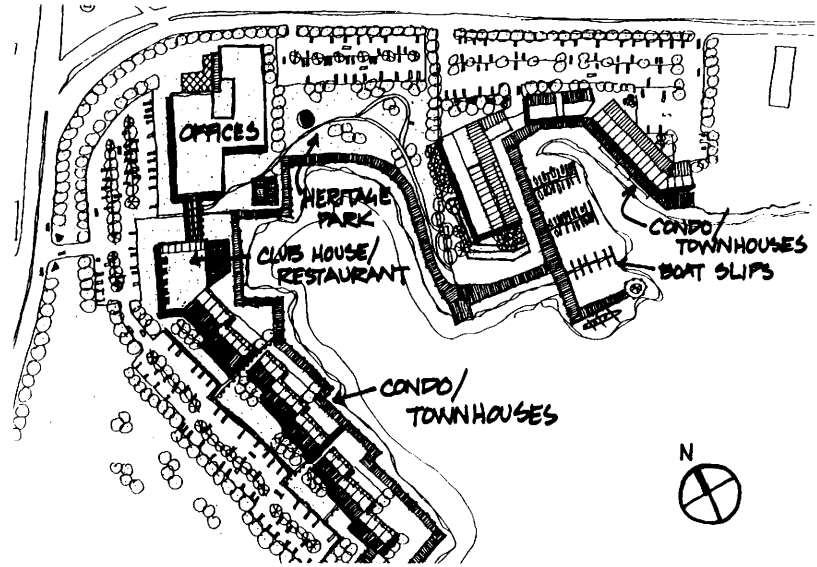 OFFICES
HERITAGE
PARK
CLUB HOUSE/
RESTAURANT
CONDO/
TOWNHOUSES
BOAT SLIPS
CONDO/
TOWNHOUSES
N